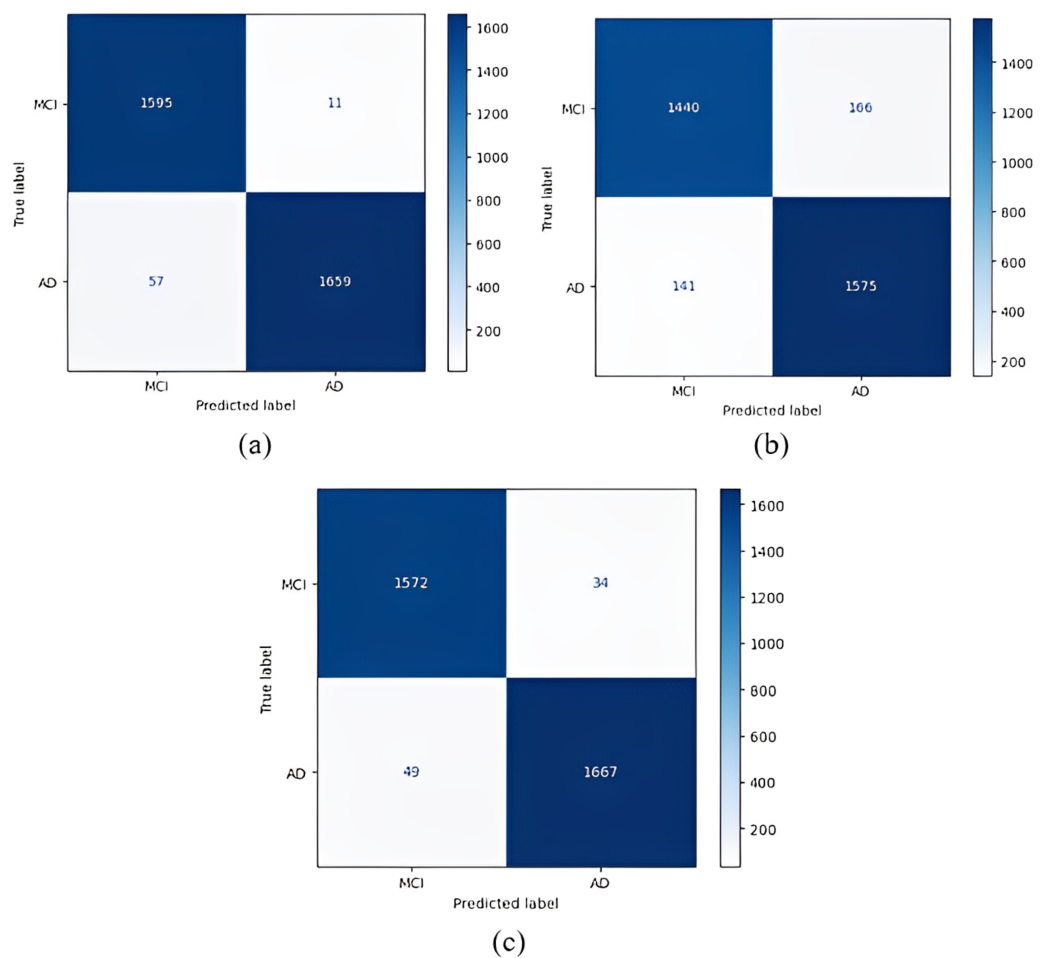 1600
1400
1200
1000
800
600
400
200
MCI
AD
True label
1595
11
57
1659
MCI
AD
Predicted label
(a)
1400
1200
1000
800
600
400
200
MCI
AD
True label
1440
166
141
1575
MCI
AD
Predicted label
(b)
1600
1400
1200
1000
800
600
400
200
MCI
AD
True label
1572
34
49
1667
MCI
AD
Predicted label
(c)